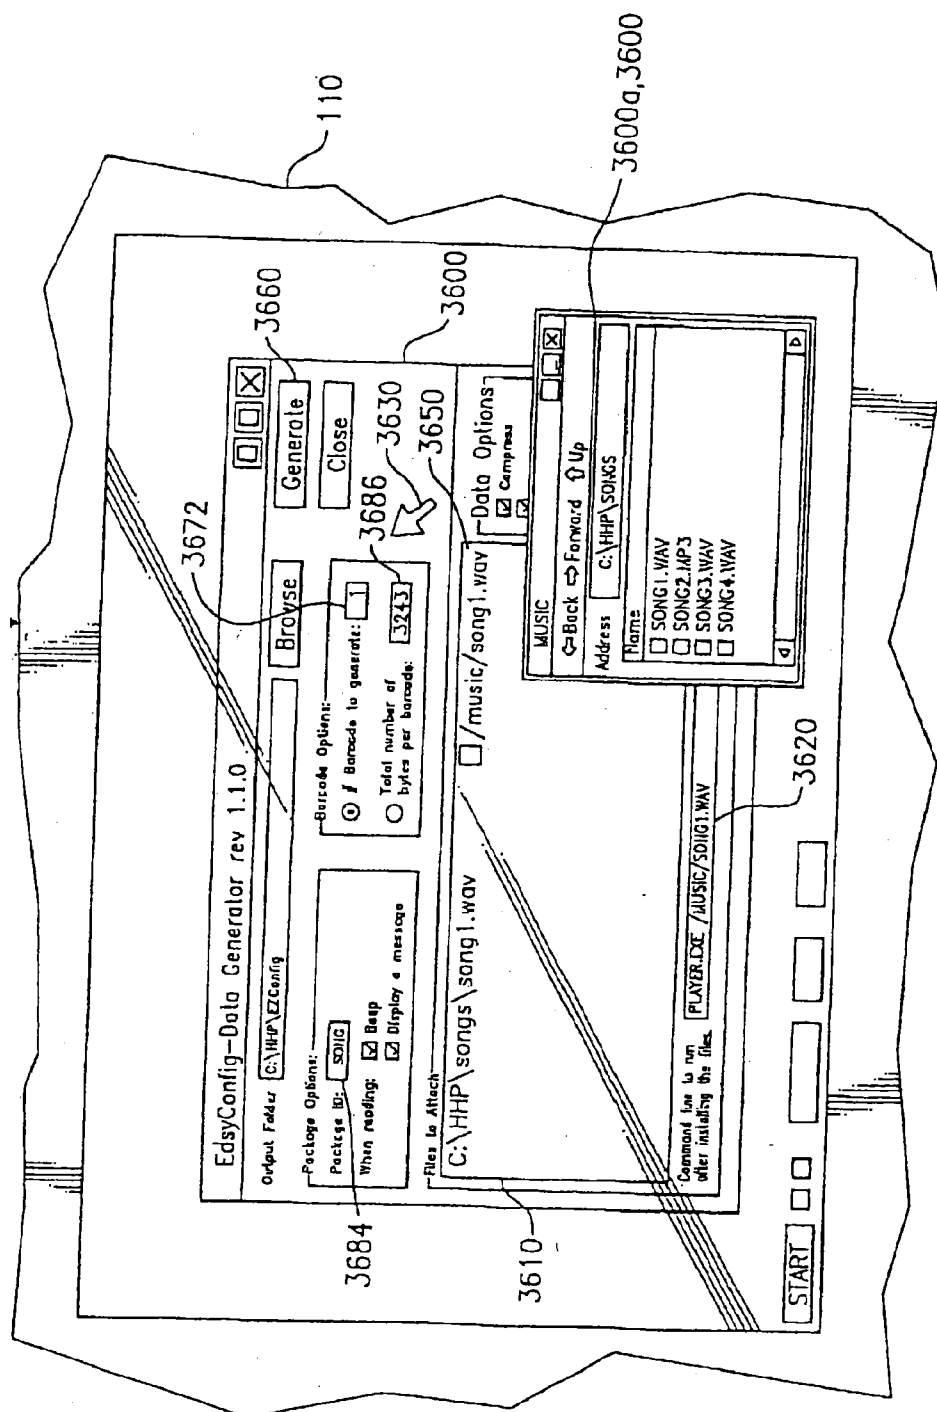 110
3600a,3600
3660
3672
3600
3630
3686
3650
EdsyConfig-Data Generator rev 1.1.0
Output Folder C:\HHP\EZConfig Browse Generate
Close
Package Options:
Package ID: SONG
When reading: Beep
Display a message
Barcode Options:
# Barcode to generate: 1
Total number of
bytes per barcode: 3243
Files to Attach
C:\HHP\songs\song1.wav /music/song1.wav
Data Options
Compress
MUSIC
Back Forward Up
Address C:\HHP\SONGS
Name
SONG1.WAV
SONG2.MP3
SONG3.WAV
SONG4.WAV
Command line to run
after installing the files. PLAYER.EXE /MUSIC/SONG1.WAV
3684
3610
3620
START